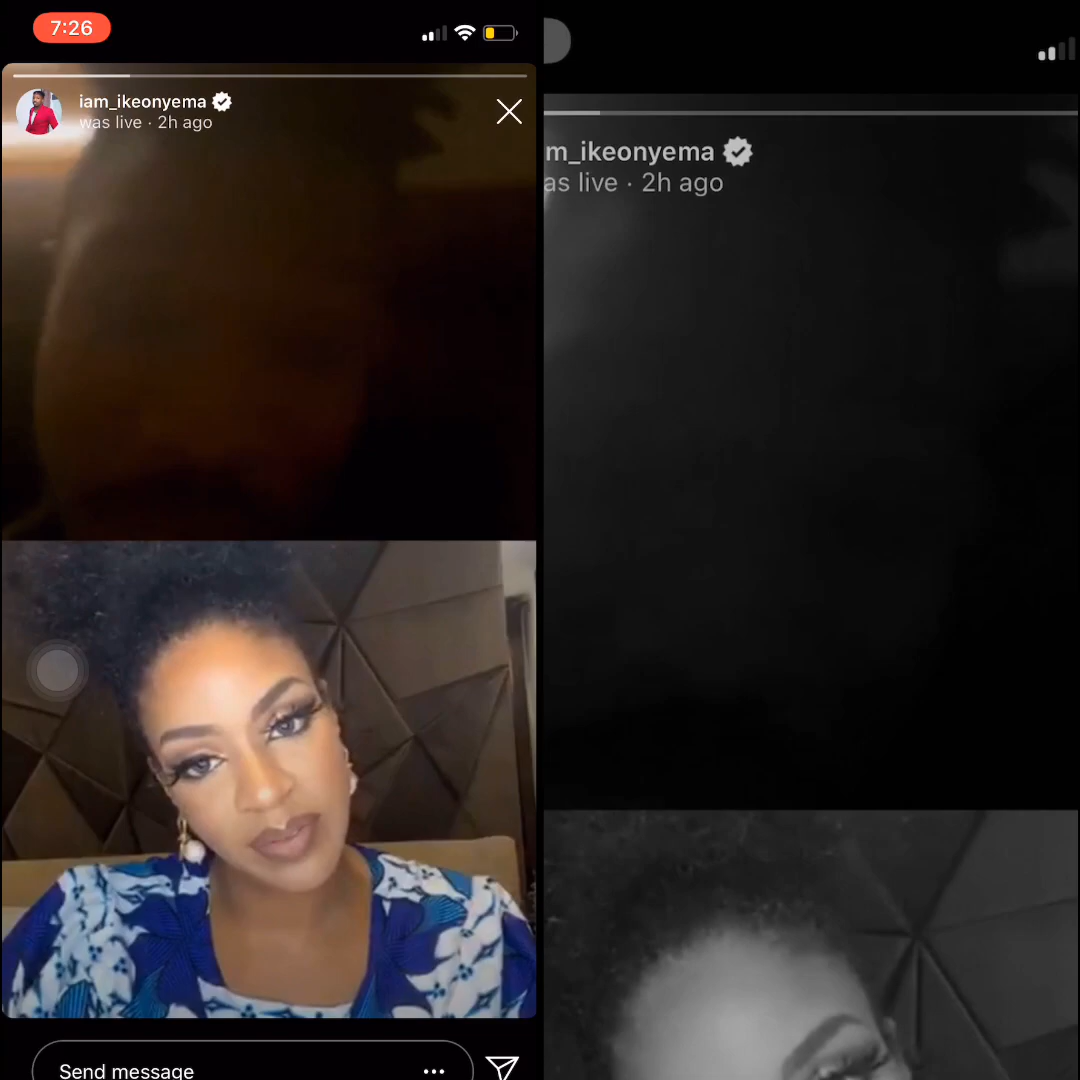 7:26
iam_ikeonyema
was live · 2h ago
Send message
m_ikeonyema
as live · 2h ago